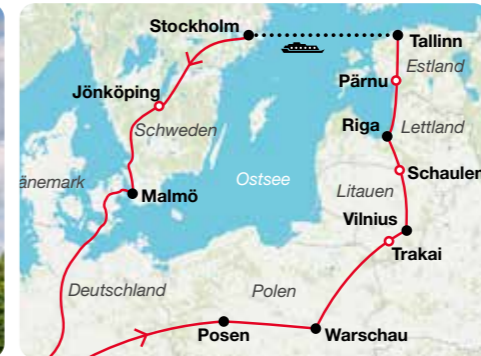 Stockholm
Tallinn
Estland
Pärnu
Jönköping
Schweden
Riga
Lettland
Schaulen
änemark
Ostsee
Litauen
Malmö
Vilnius
Trakai
Deutschland
Polen
Posen
Warschau